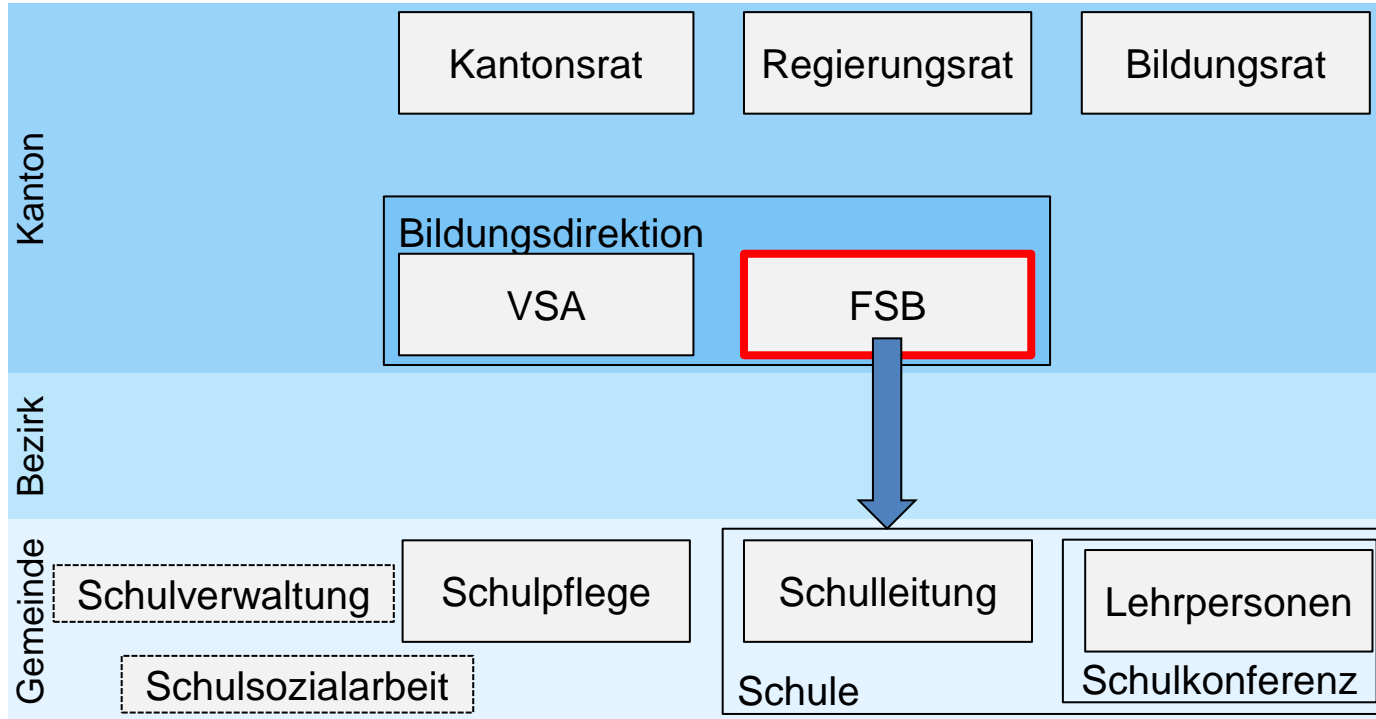 Kanton
Kantonsrat
Regierungsrat
Bildungsrat
Bildungsdirektion
VSA
FSB
Bezirk
Gemeinde
Schulverwaltung
Schulpflege
Schulleitung
Lehrpersonen
Schulsozialarbeit
Schule
Schulkonferenz